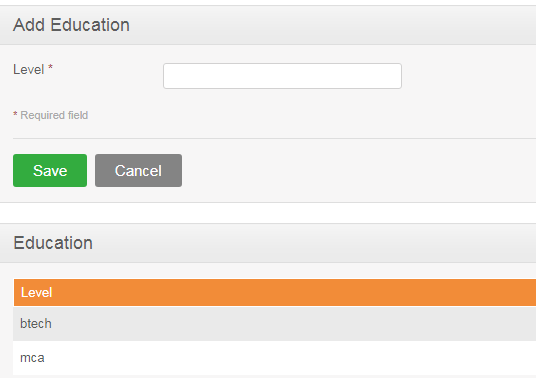 Add Education
Level *
* Required field
Save Cancel
Education
Level
btech
mca